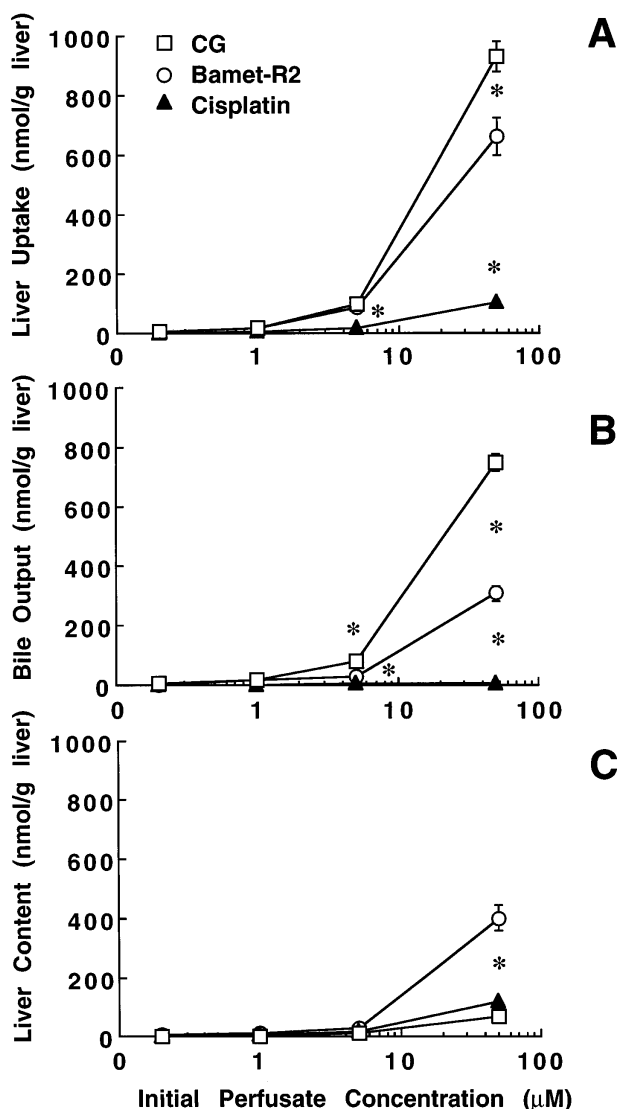 A
1000
800
600
400
200
0
Liver Uptake (nmol/g liver)
CG
Bamet-R2
Cisplatin
*
*
*
0 1 10 100
B
1000
800
600
400
200
0
Bile Output (nmol/g liver)
*
*
*
*
0 1 10 100
C
1000
800
600
400
200
0
Liver Content (nmol/g liver)
*
0 1 10 100
Initial Perfusate Concentration (μM)